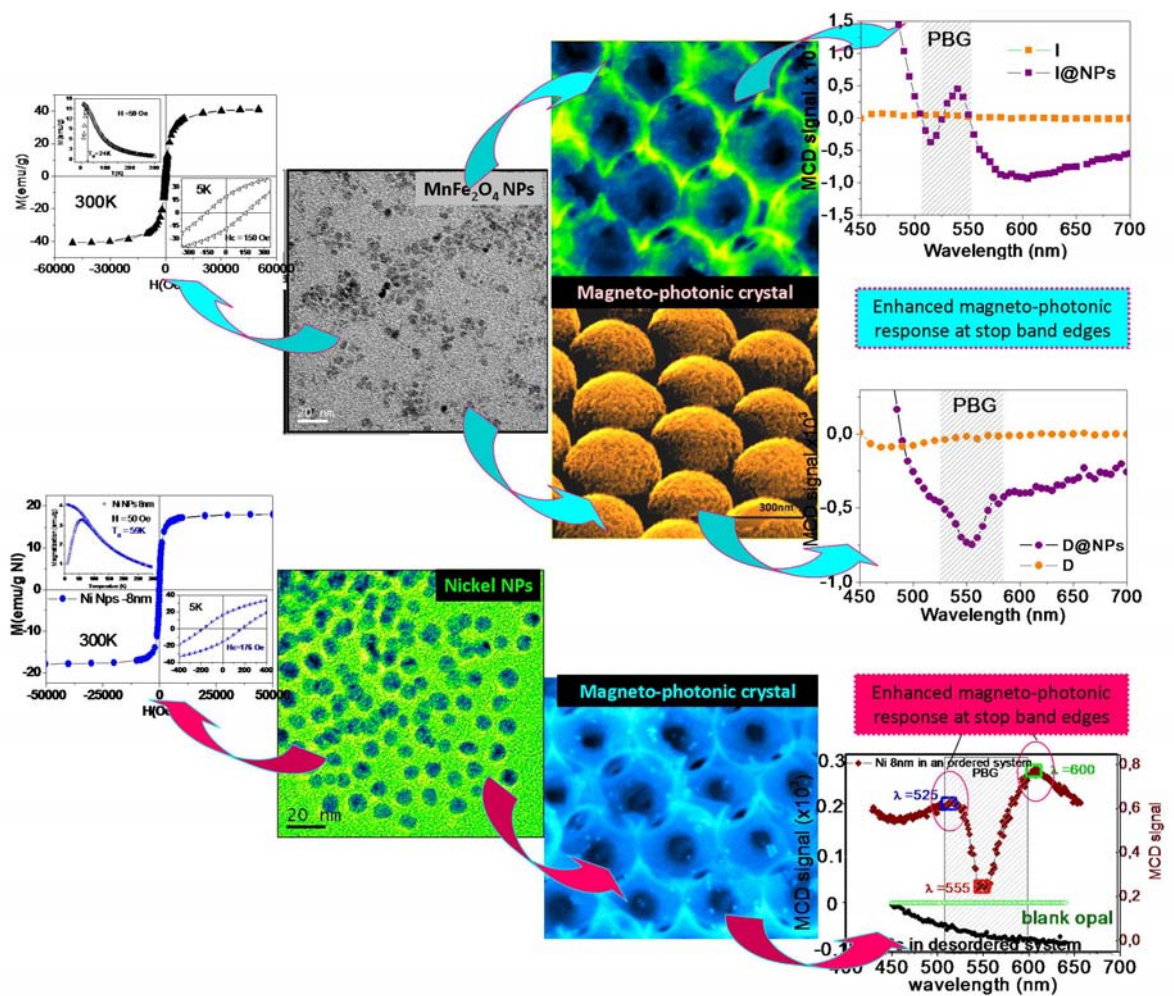 40
20
0
-20
-40
M(emu/g)
H=50 Oe
300K
5K
Hc = 150 Oe
-60000 -30000 0 30000 60000
MnFe2O4 NPs
20 nm
Magneto-photonic crystal
300nm
1,5
1,0
0,5
0,0
-0,5
-1,0
-1,5
MCD signal x 10³
PBG
I
I@NPs
450 500 550 600 650 700
Wavelength (nm)
Enhanced magneto-photonic
response at stop band edges
0,0
-0,5
-1,0
MCD signal x 10³
PBG
D@NPs
D
450 500 550 600 650 700
Wavelength (nm)
20
10
0
-10
-20
M(emu/g NI)
Ni NPs 8nm
H = 50 Oe
Temperature (K)
Ni Nps -8nm
300K
5K
Hc=176 Oe
-50000 -25000 0 25000 50000
Nickel NPs
20 nm
Magneto-photonic crystal
Enhanced magneto-photonic
response at stop band edges
0.3
0.2
0.1
0
MCD signal (x10³)
Ni 8nm in an ordered system
PBG
λ =525
λ =600
λ =555
blank opal
in desordered system
0,8
0,6
0,4
0,2
0,0
MCD signal
450 500 550 600 650 700
wavelength (nm)